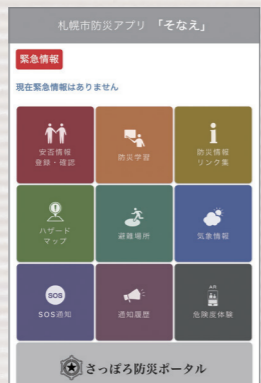 札幌市防災アプリ 「そなえ」
緊急情報
現在緊急情報はありません
安否情報
登録・確認
防災学習
防災情報
リンク集
ハザード
マップ
避難場所
気象情報
SOS
SOS通知
通知履歴
AR
危険度体験
さっぽろ防災ポータル